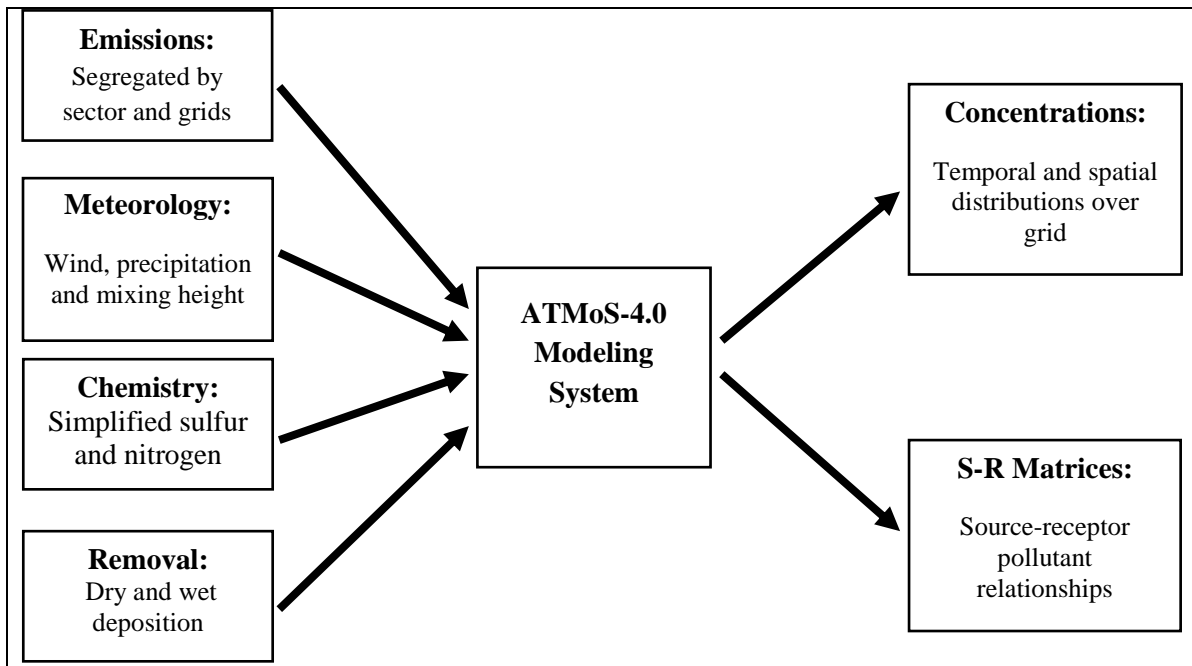 Emissions:
Segregated by
sector and grids
Meteorology:
Wind, precipitation
and mixing height
Chemistry:
Simplified sulfur
and nitrogen
Removal:
Dry and wet
deposition
ATMoS-4.0
Modeling
System
Concentrations:
Temporal and spatial
distributions over
grid
S-R Matrices:
Source-receptor
pollutant
relationships